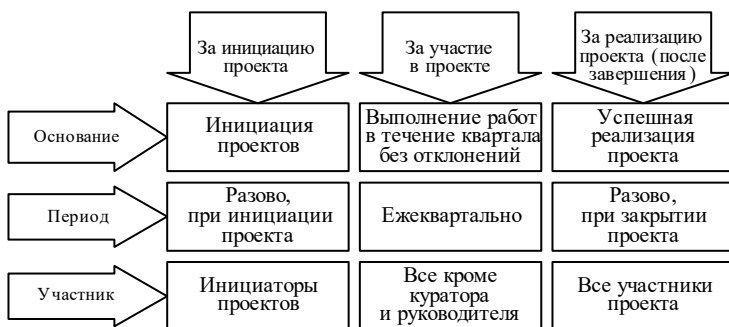 За инициацию
проекта
За участие
в проекте
За реализацию
проекта (после
завершения)
Основание
Инициация
проектов
Выполнение работ
в течение квартала
без отклонений
Успешная
реализация
проекта
Период
Разово,
при инициации
проекта
Ежеквартально
Разово,
при закрытии
проекта
Участник
Инициаторы
проектов
Все кроме
куратора
и руководителя
Все участники
проекта